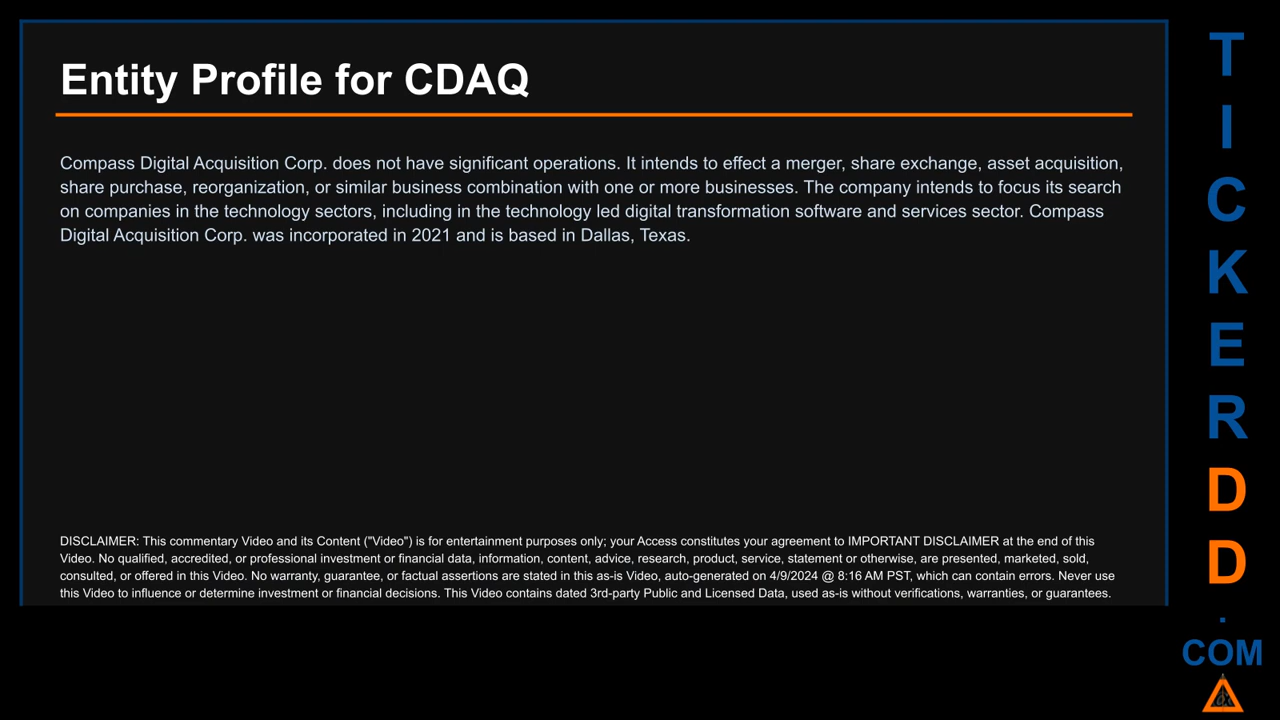 Entity Profile for CDAQ
Compass Digital Acquisition Corp. does not have significant operations. It intends to effect a merger, share exchange, asset acquisition,
share purchase, reorganization, or similar business combination with one or more businesses. The company intends to focus its search
on companies in the technology sectors, including in the technology led digital transformation software and services sector. Compass
Digital Acquisition Corp. was incorporated in 2021 and is based in Dallas, Texas.
DISCLAIMER: This commentary Video and its Content ("Video") is for entertainment purposes only; your Access constitutes your agreement to IMPORTANT DISCLAIMER at the end of this
Video. No qualified, accredited, or professional investment or financial data, information, content, advice, research, product, service, statement or otherwise, are presented, marketed, sold,
consulted, or offered in this Video. No warranty, guarantee, or factual assertions are stated in this as-is Video, auto-generated on 4/9/2024 @ 8:16 AM PST, which can contain errors. Never use
this Video to influence or determine investment or financial decisions. This Video contains dated 3rd-party Public and Licensed Data, used as-is without verifications, warranties, or guarantees.
T
I
C
K
E
R
D
D
.
COM